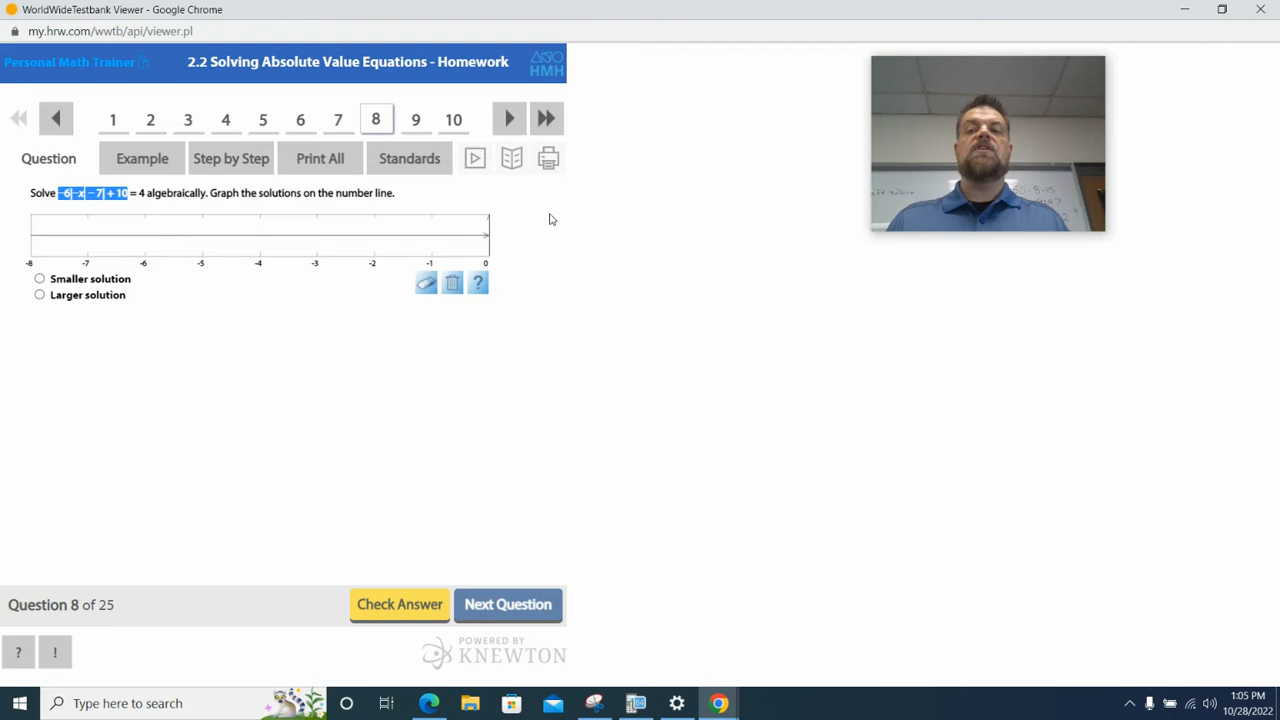 WorldWideTestbank Viewer - Google Chrome
my.hrw.com/wwtb/api/viewer.pl
Personal Math Trainer
2.2 Solving Absolute Value Equations - Homework
HMH
1 2 3 4 5 6 7 8 9 10
Question Example Step by Step Print All Standards
Solve -6|-x| - 7| + 10 = 4 algebraically. Graph the solutions on the number line.
-8 -7 -6 -5 -4 -3 -2 -1 0
Smaller solution
Larger solution
?
Question 8 of 25
Check Answer
Next Question
? !
POWERED BY
KNEWTON
Type here to search
1:05 PM
10/28/2022